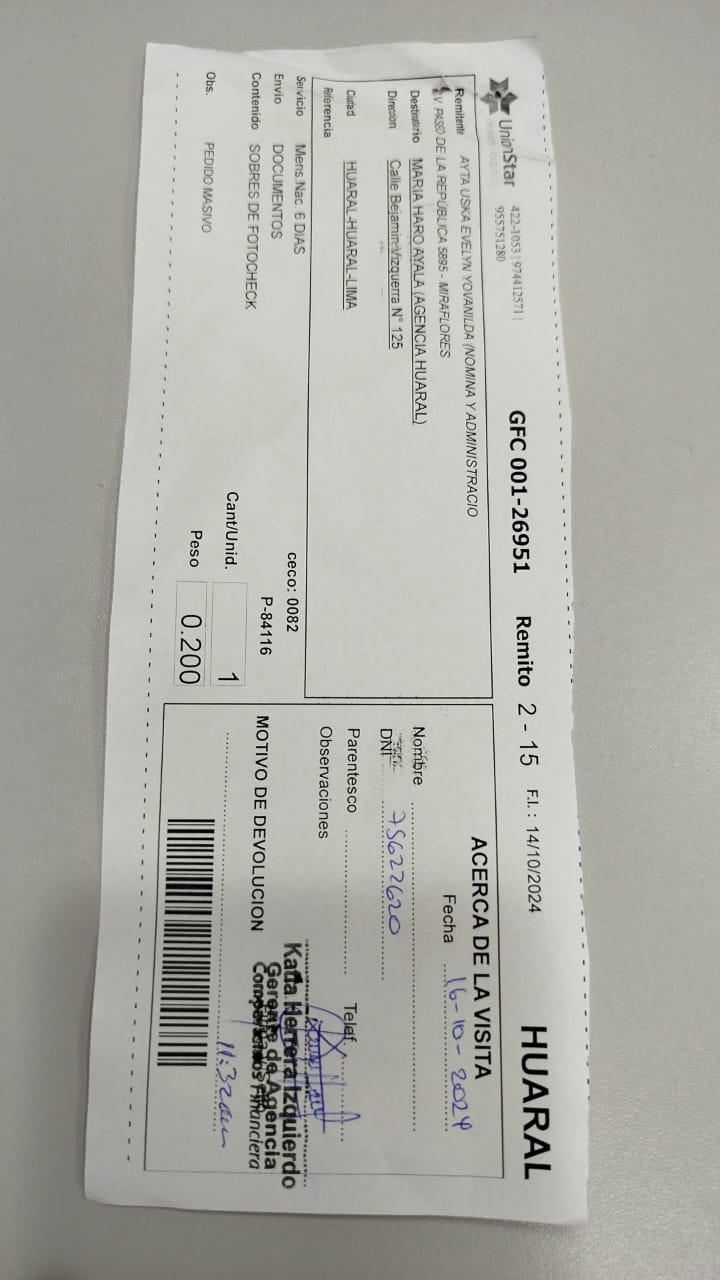 UnionStar 422-1053 | 974412571 |
955751280
GFC 001-26951 Remito 2 - 15 F.I.: 14/10/2024 HUARAL
Remitente AYTA USKA EVELYN YOVANILDA (NOMINA Y ADMINISTRACIO
V PASEO DE LA REPUBLICA 5895 - MIRAFLORES
Destinatario MARIA HARO AYALA (AGENCIA HUARAL)
Direccion Calle Bejamin Vizquerra N° 125
Ciudad HUARAL-HUARAL-LIMA
Referencia
Servicio Mens.Nac. 6 DIAS
Envio DOCUMENTOS
Contenido SOBRES DE FOTOCHECK
Obs. PEDIDO MASIVO
ceco: 0082
P-84116
Cant/Unid. 1
Peso 0.200
ACERCA DE LA VISITA
Fecha 16-10-2024
Nombre
DNI 75622620
Parentesco Telef.
Observaciones
MOTIVO DE DEVOLUCION
Katia Herrera Izquierdo
Gerente de Agencia
Compartamos Financiera
11:32am